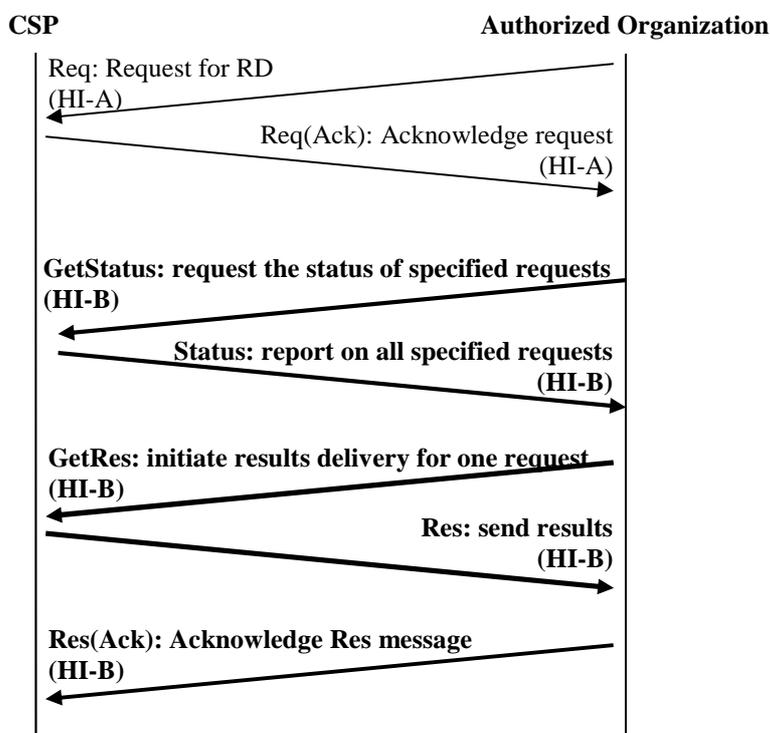 CSP
Authorized Organization
Req: Request for RD
(HI-A)
Req(Ack): Acknowledge request
(HI-A)
GetStatus: request the status of specified requests
(HI-B)
Status: report on all specified requests
(HI-B)
GetRes: initiate results delivery for one request
(HI-B)
Res: send results
(HI-B)
Res(Ack): Acknowledge Res message
(HI-B)